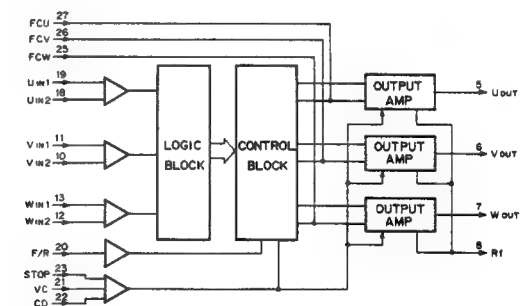 FCU 27
FCV 26
FCW 25
UIN1 19
UIN2 18
VIN1 11
VIN2 10
WIN1 13
WIN2 12
F/R 20
STOP 23
VC 21
CD 22
LOGIC
BLOCK
CONTROL
BLOCK
OUTPUT
AMP
5 UOUT
OUTPUT
AMP
6 VOUT
OUTPUT
AMP
7 WOUT
8 Rf